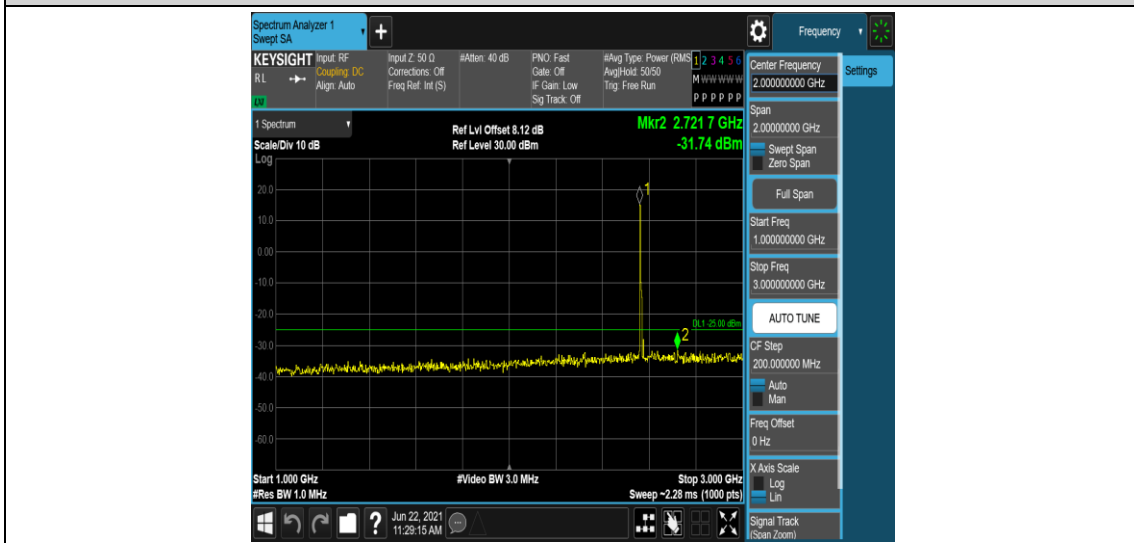 Spectrum Analyzer 1
Swept SA
+
Frequency
KEYSIGHT
RL
Input: RF
Coupling: DC
Align: Auto
Input Z: 50 Ω
Corrections: Off
Freq Ref: Int (S)
#Atten: 40 dB
PNO: Fast
Gate: Off
IF Gain: Low
Sig Track: Off
#Avg Type: Power (RMS
Avg|Hold: 50/50
Trig: Free Run
1 2 3 4 5 6
M W W W W W
P P P P P P
1 Spectrum
Scale/Div 10 dB
Log
Ref Lvl Offset 8.12 dB
Ref Level 30.00 dBm
Mkr2 2.721 7 GHz
-31.74 dBm
20.0
10.0
0.00
-10.0
-20.0
-30.0
-40.0
-50.0
-60.0
1
DL1 -25.00 dBm
2
Start 1.000 GHz
#Res BW 1.0 MHz
#Video BW 3.0 MHz
Stop 3.000 GHz
Sweep ~2.28 ms (1000 pts)
Jun 22, 2021
11:29:15 AM
Center Frequency
2.000000000 GHz
Settings
Span
2.00000000 GHz
Swept Span
Zero Span
Full Span
Start Freq
1.000000000 GHz
Stop Freq
3.000000000 GHz
AUTO TUNE
CF Step
200.000000 MHz
Auto
Man
Freq Offset
0 Hz
X Axis Scale
Log
Lin
Signal Track
(Span Zoom)